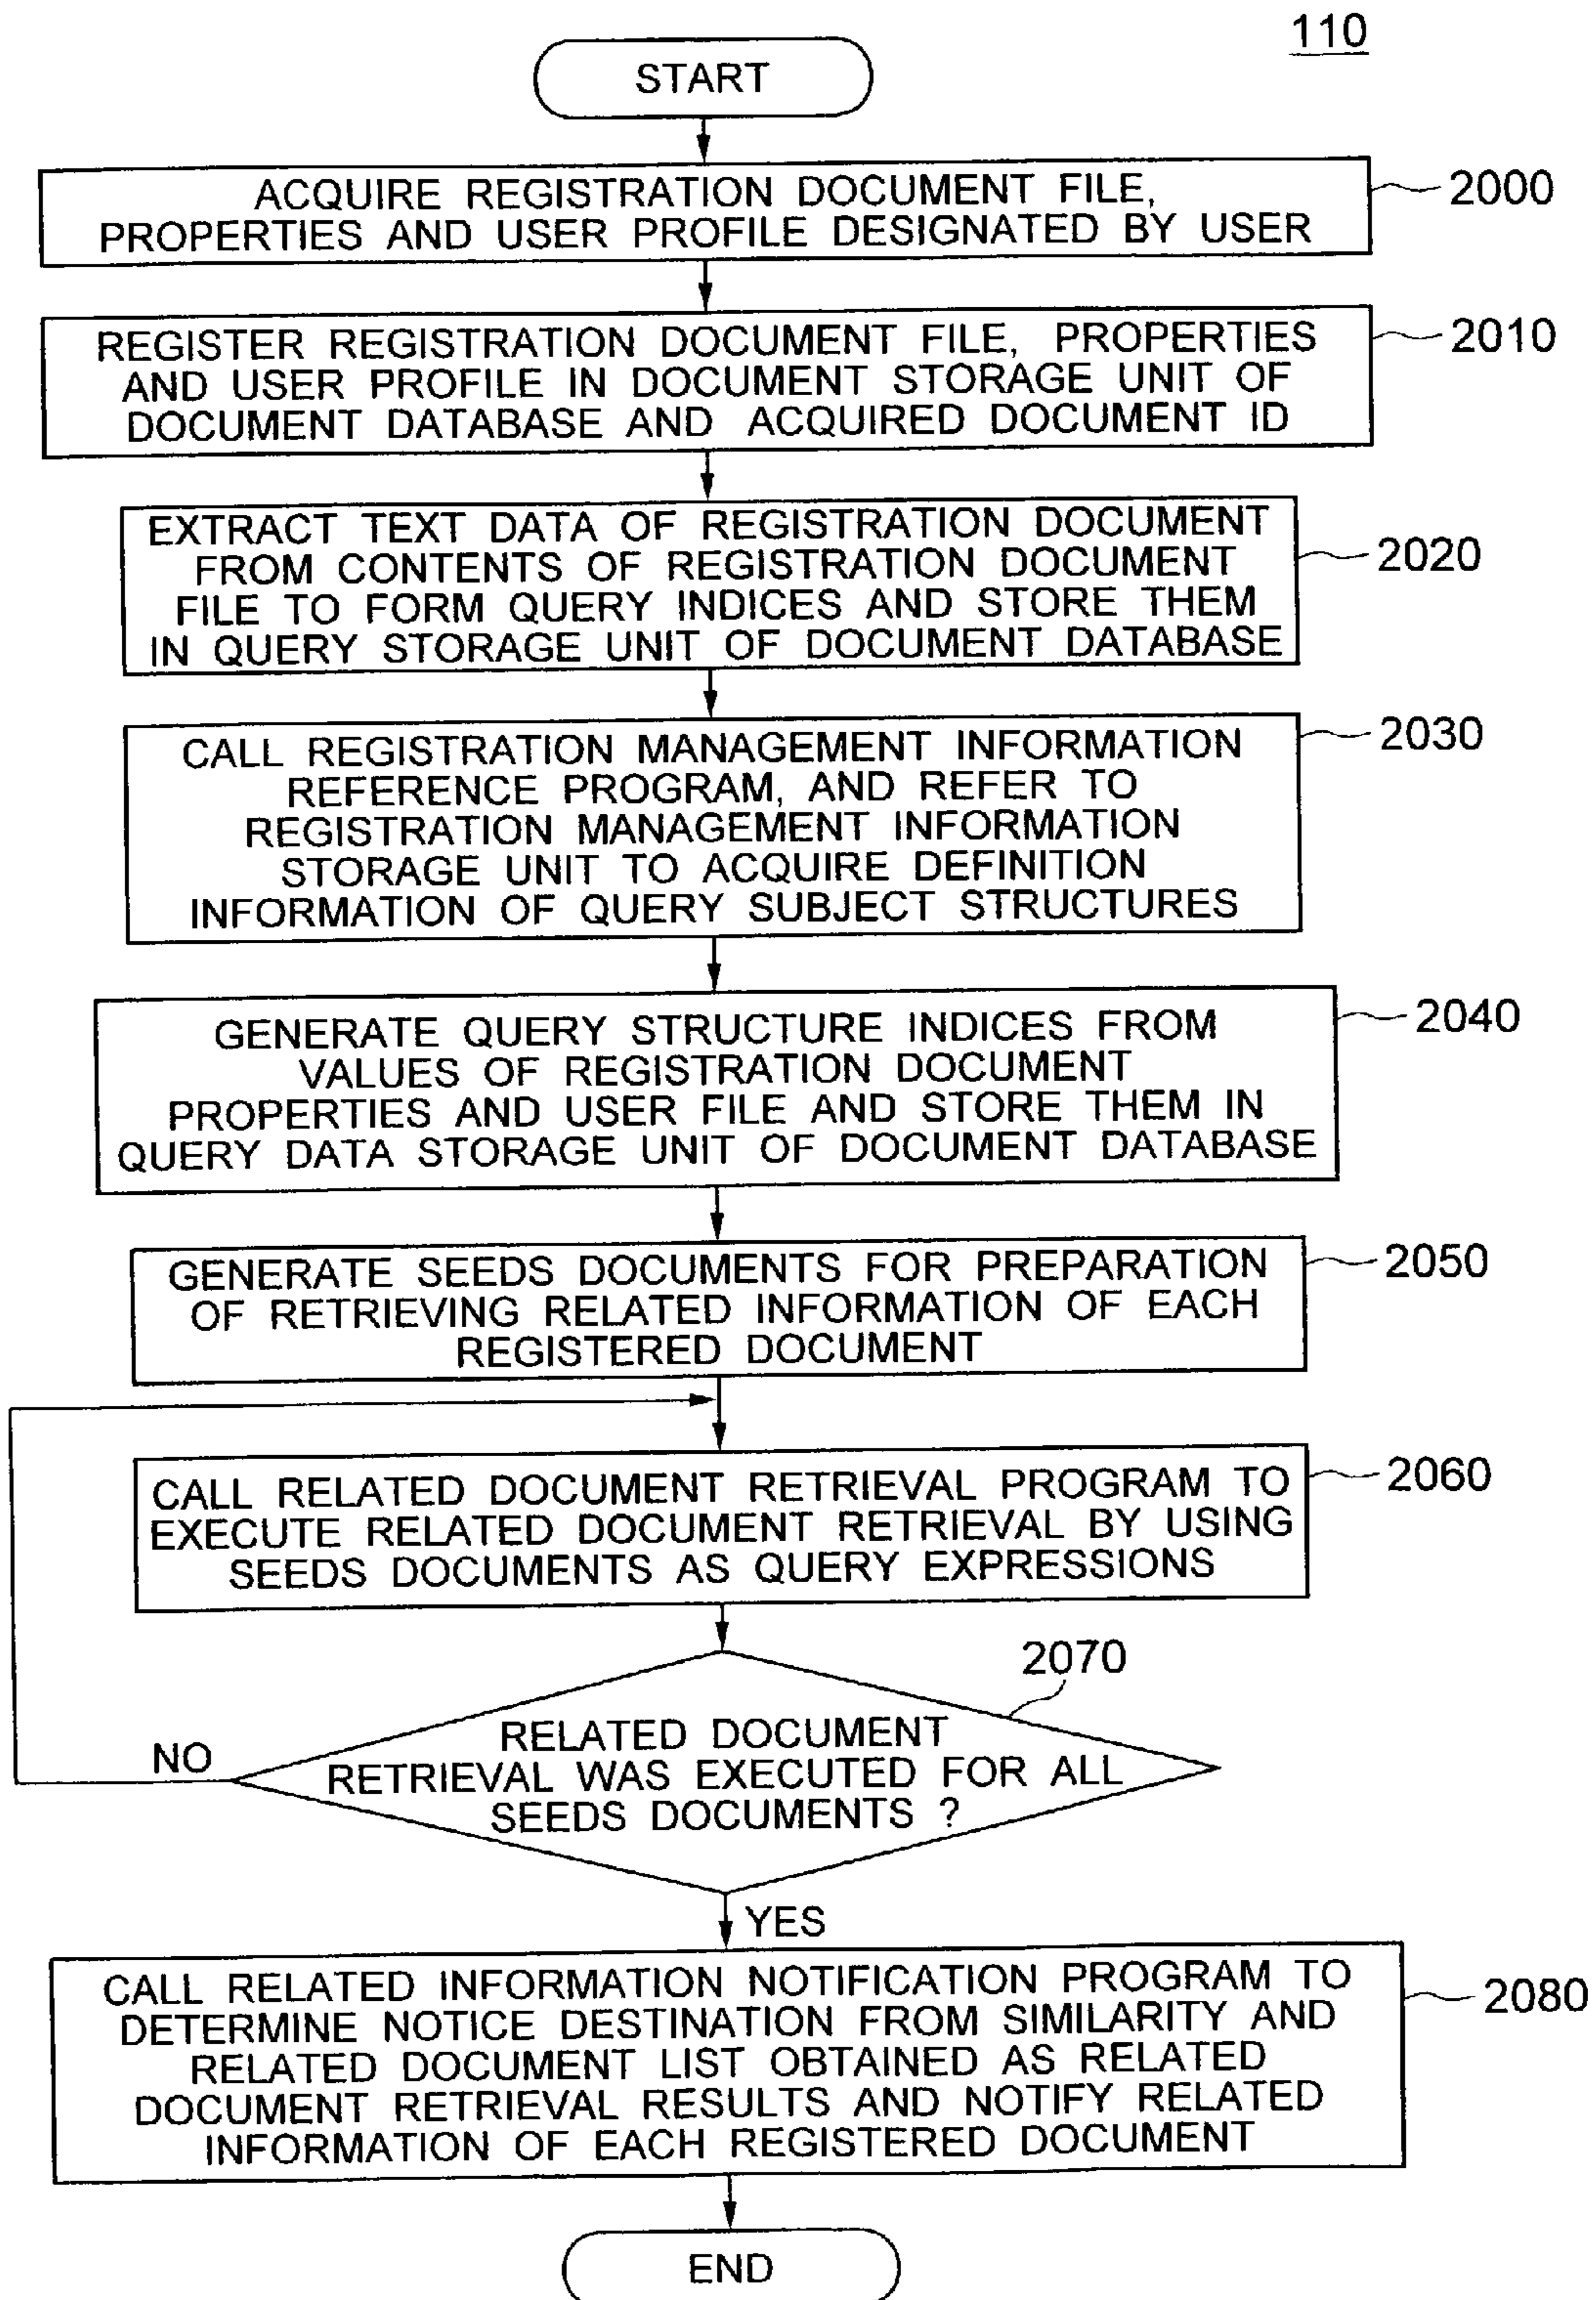 110
START
ACQUIRE REGISTRATION DOCUMENT FILE,
PROPERTIES AND USER PROFILE DESIGNATED BY USER
2000
REGISTER REGISTRATION DOCUMENT FILE, PROPERTIES
AND USER PROFILE IN DOCUMENT STORAGE UNIT OF
DOCUMENT DATABASE AND ACQUIRED DOCUMENT ID
2010
EXTRACT TEXT DATA OF REGISTRATION DOCUMENT
FROM CONTENTS OF REGISTRATION DOCUMENT
FILE TO FORM QUERY INDICES AND STORE THEM
IN QUERY STORAGE UNIT OF DOCUMENT DATABASE
2020
CALL REGISTRATION MANAGEMENT INFORMATION
REFERENCE PROGRAM, AND REFER TO
REGISTRATION MANAGEMENT INFORMATION
STORAGE UNIT TO ACQUIRE DEFINITION
INFORMATION OF QUERY SUBJECT STRUCTURES
2030
GENERATE QUERY STRUCTURE INDICES FROM
VALUES OF REGISTRATION DOCUMENT
PROPERTIES AND USER FILE AND STORE THEM IN
QUERY DATA STORAGE UNIT OF DOCUMENT DATABASE
2040
GENERATE SEEDS DOCUMENTS FOR PREPARATION
OF RETRIEVING RELATED INFORMATION OF EACH
REGISTERED DOCUMENT
2050
CALL RELATED DOCUMENT RETRIEVAL PROGRAM TO
EXECUTE RELATED DOCUMENT RETRIEVAL BY USING
SEEDS DOCUMENTS AS QUERY EXPRESSIONS
2060
2070
RELATED DOCUMENT
RETRIEVAL WAS EXECUTED FOR ALL
SEEDS DOCUMENTS ?
NO
YES
CALL RELATED INFORMATION NOTIFICATION PROGRAM TO
DETERMINE NOTICE DESTINATION FROM SIMILARITY AND
RELATED DOCUMENT LIST OBTAINED AS RELATED
DOCUMENT RETRIEVAL RESULTS AND NOTIFY RELATED
INFORMATION OF EACH REGISTERED DOCUMENT
2080
END